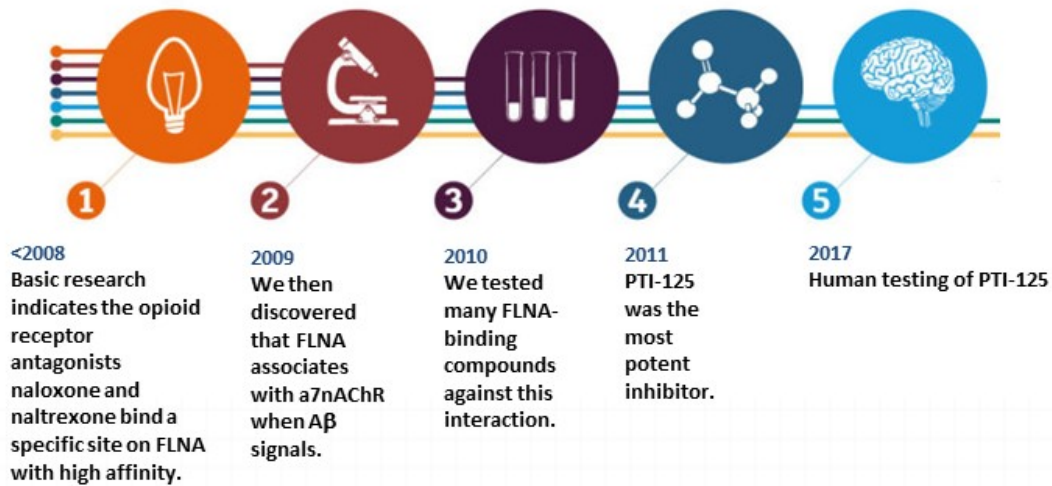 1
<2008
Basic research
indicates the opioid
receptor
antagonists
naloxone and
naltrexone bind a
specific site on FLNA
with high affinity.
2
2009
We then
discovered
that FLNA
associates
with a7nAChR
when Aβ
signals.
3
2010
We tested
many FLNA-
binding
compounds
against this
interaction.
4
2011
PTI-125
was the
most
potent
inhibitor.
5
2017
Human testing of PTI-125